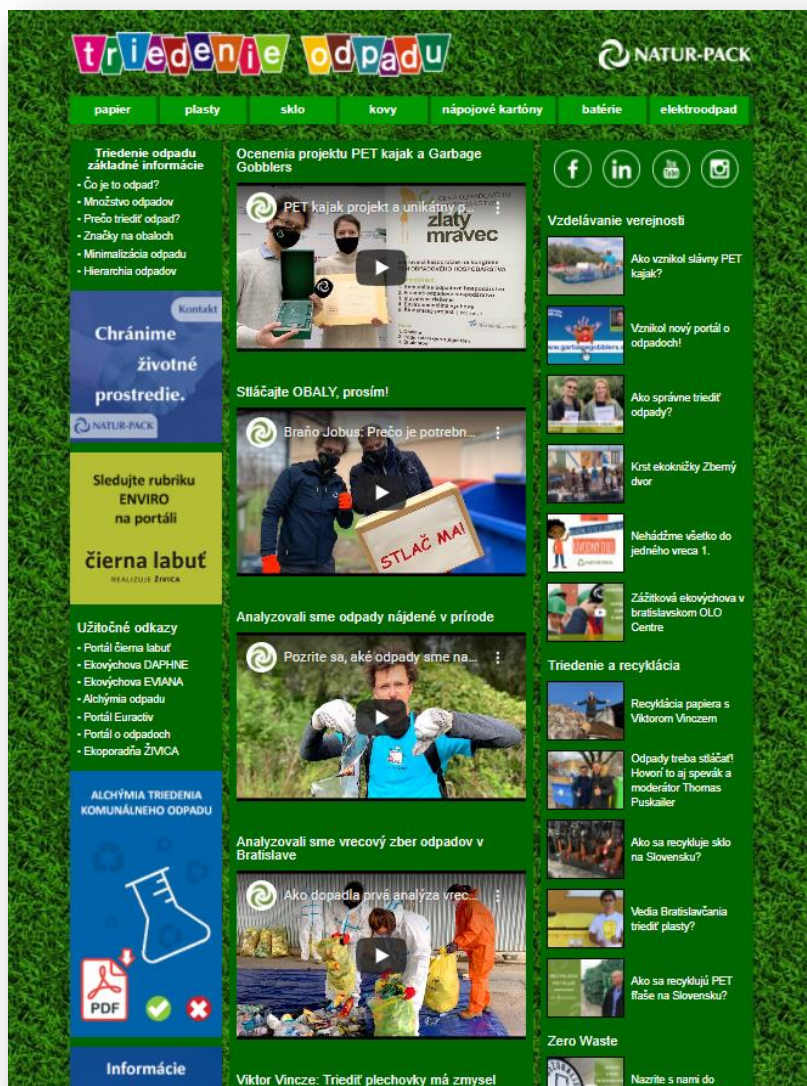 triedenie odpadu
NATUR-PACK
papier
plasty
sklo
kovy
nápojové kartóny
batérie
elektroodpad
Triedenie odpadu
základné informácie
• Čo je to odpad?
• Množstvo odpadov
• Prečo triediť odpad?
• Značky na obaloch
• Minimalizácia odpadu
• Hierarchia odpadov
Kontakt
Chránime
životné
prostredie.
NATUR-PACK
Sledujte rubriku
ENVIRO
na portáli
čierna labuť
REALIZUJE ŽIVICA
Užitočné odkazy
• Portál čierna labuť
• Ekovýchova DAPHNE
• Ekovýchova EVIANA
• Alchýmia odpadu
• Portál Euractiv
• Portál o odpadoch
• Ekoporadňa ŽIVICA
ALCHÝMIA TRIEDENIA
KOMUNÁLNEHO ODPADU
PDF
Informácie
Ocenenia projektu PET kajak a Garbage
Gobblers
PET kajak projekt a unikátny p...
zlatý
mravec
Stláčajte OBALY, prosím!
Braňo Jobus: Prečo je potrebn...
STLAČ MA!
Analyzovali sme odpady nájdené v prírode
Pozrite sa, aké odpady sme na...
Analyzovali sme vrecový zber odpadov v
Bratislave
Ako dopadla prvá analýza vrec...
Viktor Vincze: Triediť plechovky má zmysel
f
in
You
Tube
Vzdelávanie verejnosti
Ako vznikol slávny PET
kajak?
Vznikol nový portál o
odpadoch!
www.garbagegobblers.
Ako správne triediť
odpady?
Krst ekoknižky Zberný
dvor
Nehádžme všetko do
jedného vreca 1.
Zážitková ekovýchova v
bratislavskom OLO
Centre
Triedenie a recyklácia
Recyklácia papiera s
Viktorom Vinczem
Odpady treba stláčať!
Hovorí to aj spevák a
moderátor Thomas
Puskailer
Ako sa recykluje sklo
na Slovensku?
Vedia Bratislavčania
triediť plasty?
Ako sa recyklujú PET
fľaše na Slovensku?
Zero Waste
Nazrite s nami do